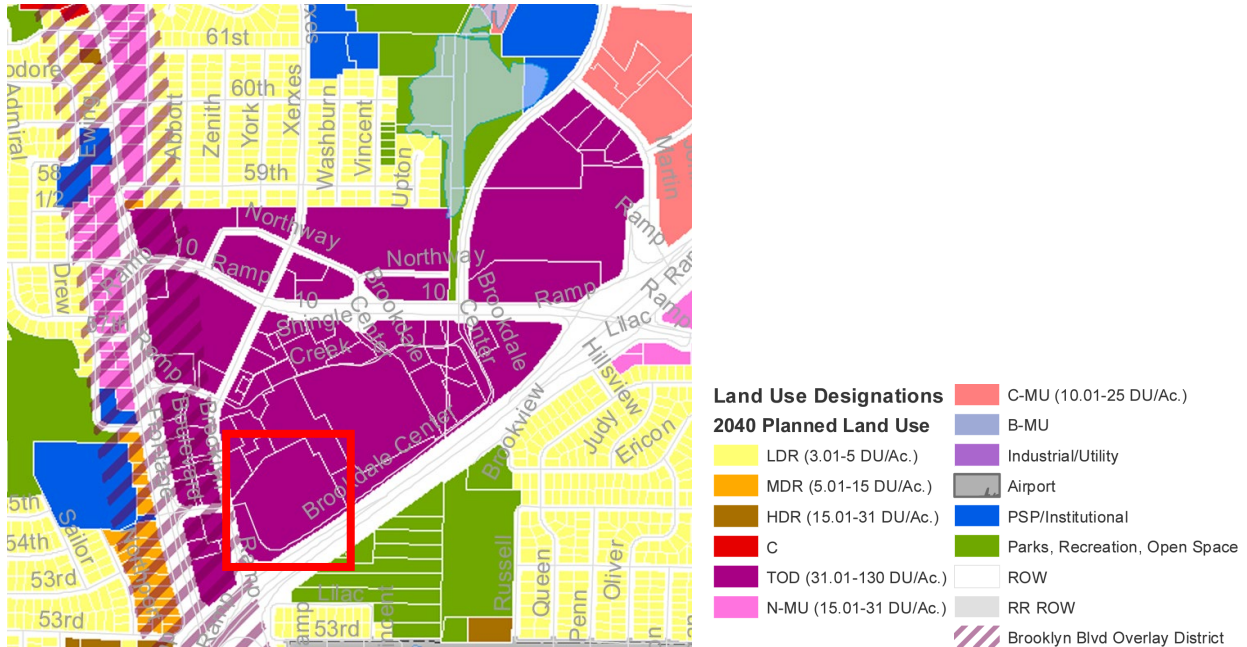 61st
odore
60th
Admiral
Ewing
Abbott
Zenith
York
Xerxes
Washburn
Vincent
Upton
59th
58
1/2
Martin
Northway
Northway
10
Ramp
10
10
Ramp
Ramp
Ramp
Ramp
Ramp
Drew
Shingle
Creek
Center
Brookdale
Center
Brookdale
Lilac
Hillsview
Judy
Ericon
Brookview
Brookdale Center
5th
54th
53rd
53rd
Sailor
Northport
Lilac
53rd
Russell
Queen
Penn
Oliver
Land Use Designations
2040 Planned Land Use
LDR (3.01-5 DU/Ac.)
MDR (5.01-15 DU/Ac.)
HDR (15.01-31 DU/Ac.)
C
TOD (31.01-130 DU/Ac.)
N-MU (15.01-31 DU/Ac.)
C-MU (10.01-25 DU/Ac.)
B-MU
Industrial/Utility
Airport
PSP/Institutional
Parks, Recreation, Open Space
ROW
RR ROW
Brooklyn Blvd Overlay District